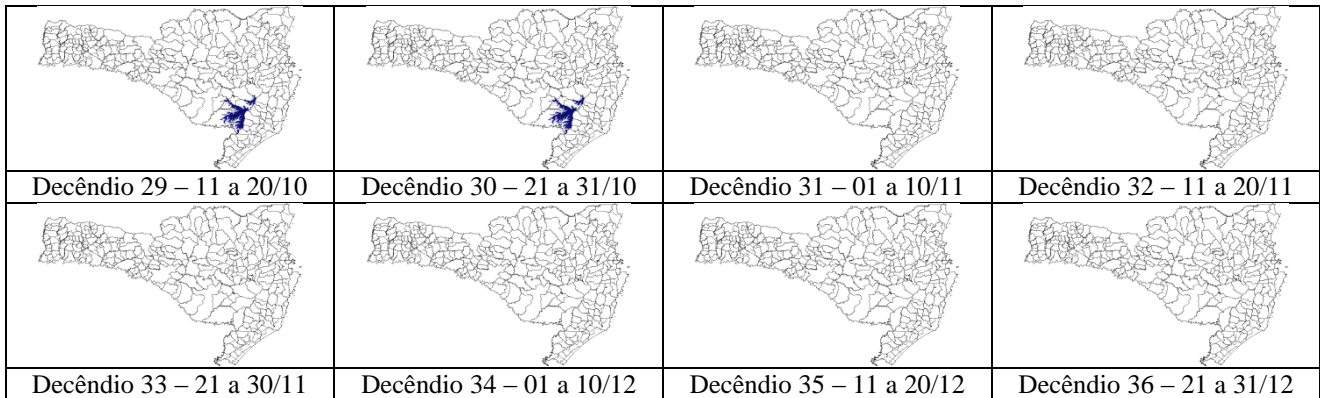 Decêndio 29 – 11 a 20/10
Decêndio 30 – 21 a 31/10
Decêndio 31 – 01 a 10/11
Decêndio 32 – 11 a 20/11
Decêndio 33 – 21 a 30/11
Decêndio 34 – 01 a 10/12
Decêndio 35 – 11 a 20/12
Decêndio 36 – 21 a 31/12